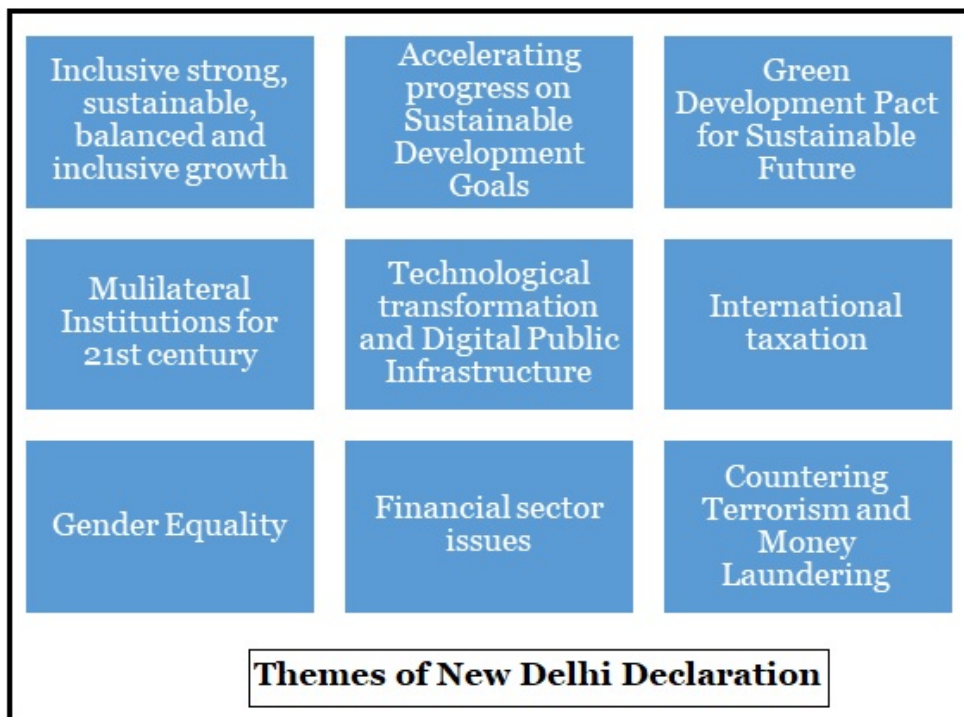 Inclusive strong,
sustainable,
balanced and
inclusive growth
Accelerating
progress on
Sustainable
Development
Goals
Green
Development Pact
for Sustainable
Future
Mulilateral
Institutions for
21st century
Technological
transformation
and Digital Public
Infrastructure
International
taxation
Gender Equality
Financial sector
issues
Countering
Terrorism and
Money
Laundering
Themes of New Delhi Declaration